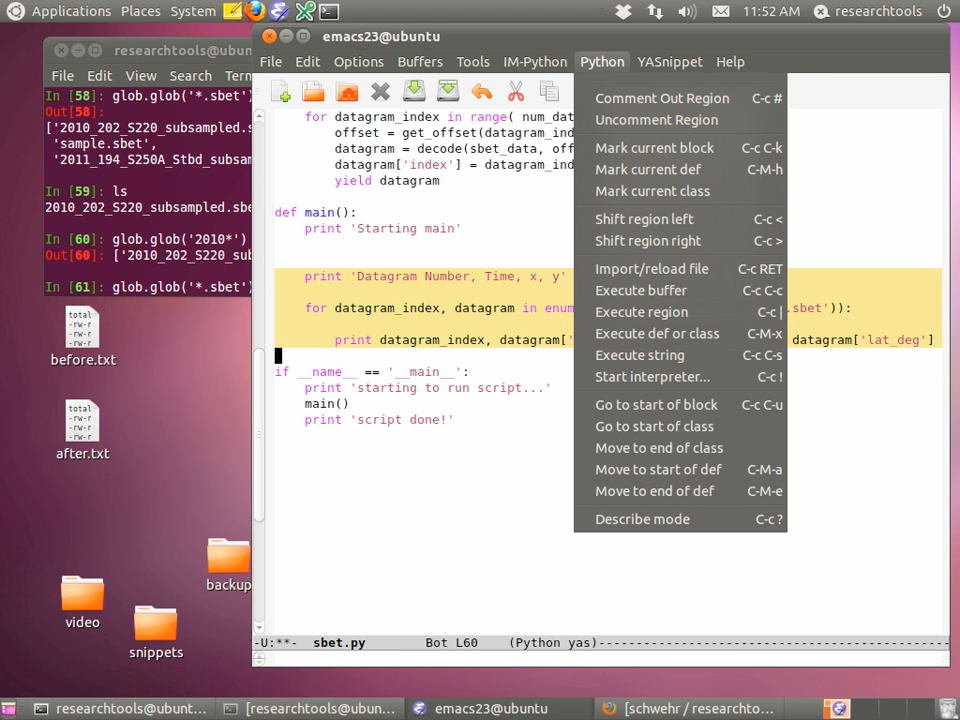 Applications Places System 11:52 AM researchtools
researchtools@ubun
File Edit View Search Tern
In [58]: glob.glob('*.sbet')
Out[58]:
['2010_202_S220_subsampled.s
'sample.sbet',
'2011_194_S250A_Stbd_subsam
In [59]: ls
2010_202_S220_subsampled.sbe
In [60]: glob.glob('2010*')
Out[60]: ['2010_202_S220_sub
In [61]: glob.glob('*.sbet')
total
-rw-r
-rw-r
before.txt
total
-rw-r
-rw-r
-rw-r
after.txt
backup
video
snippets
emacs23@ubuntu
File Edit Options Buffers Tools IM-Python Python YASnippet Help
for datagram_index in range( num_dat
offset = get_offset(datagram_ind
datagram = decode(sbet_data, off
datagram['index'] = datagram_ind
yield datagram
def main():
print 'Starting main'
print 'Datagram Number, Time, x, y'
for datagram_index, datagram in enum .sbet')):
print datagram_index, datagram[' datagram['lat_deg']
if __name__ == '__main__':
print 'starting to run script...'
main()
print 'script done!'
Comment Out Region C-c #
Uncomment Region
Mark current block C-c C-k
Mark current def C-M-h
Mark current class
Shift region left C-c <
Shift region right C-c >
Import/reload file C-c RET
Execute buffer C-c C-c
Execute region C-c |
Execute def or class C-M-x
Execute string C-c C-s
Start interpreter... C-c !
Go to start of block C-c C-u
Go to start of class
Move to end of class
Move to start of def C-M-a
Move to end of def C-M-e
Describe mode C-c ?
-U:**- sbet.py Bot L60 (Python yas)
researchtools@ubunt... [researchtools@ubunt... emacs23@ubuntu [schwehr / researchto...